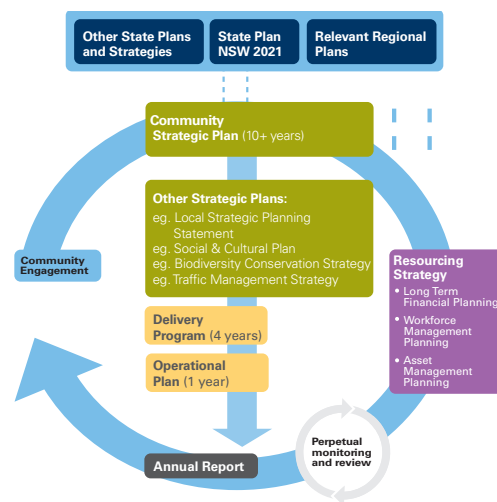 Other State Plans
and Strategies
State Plan
NSW 2021
Relevant Regional
Plans
Community
Strategic Plan (10+ years)
Other Strategic Plans:
eg. Local Strategic Planning
Statement
eg. Social & Cultural Plan
eg. Biodiversity Conservation Strategy
eg. Traffic Management Strategy
Community
Engagement
Resourcing
Strategy
• Long Term
Financial Planning
• Workforce
Management
Planning
• Asset
Management
Planning
Delivery
Program (4 years)
Operational
Plan (1 year)
Perpetual
monitoring
and review
Annual Report